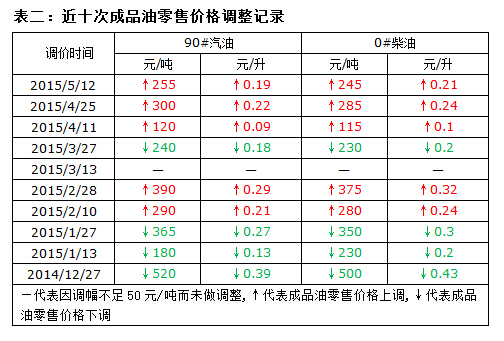 表二：近十次成品油零售价格调整记录
调价时间 90#汽油 0#柴油
元/吨 元/升 元/吨 元/升
2015/5/12 ↑255 ↑0.19 ↑245 ↑0.21
2015/4/25 ↑300 ↑0.22 ↑285 ↑0.24
2015/4/11 ↑120 ↑0.09 ↑115 ↑0.1
2015/3/27 ↓240 ↓0.18 ↓230 ↓0.2
2015/3/13 — — — —
2015/2/28 ↑390 ↑0.29 ↑375 ↑0.32
2015/2/10 ↑290 ↑0.21 ↑280 ↑0.24
2015/1/27 ↓365 ↓0.27 ↓350 ↓0.3
2015/1/13 ↓180 ↓0.13 ↓230 ↓0.2
2014/12/27 ↓520 ↓0.39 ↓500 ↓0.43
—代表因调幅不足50元/吨而未做调整,↑代表成品油零售价格上调,↓代表成品
油零售价格下调